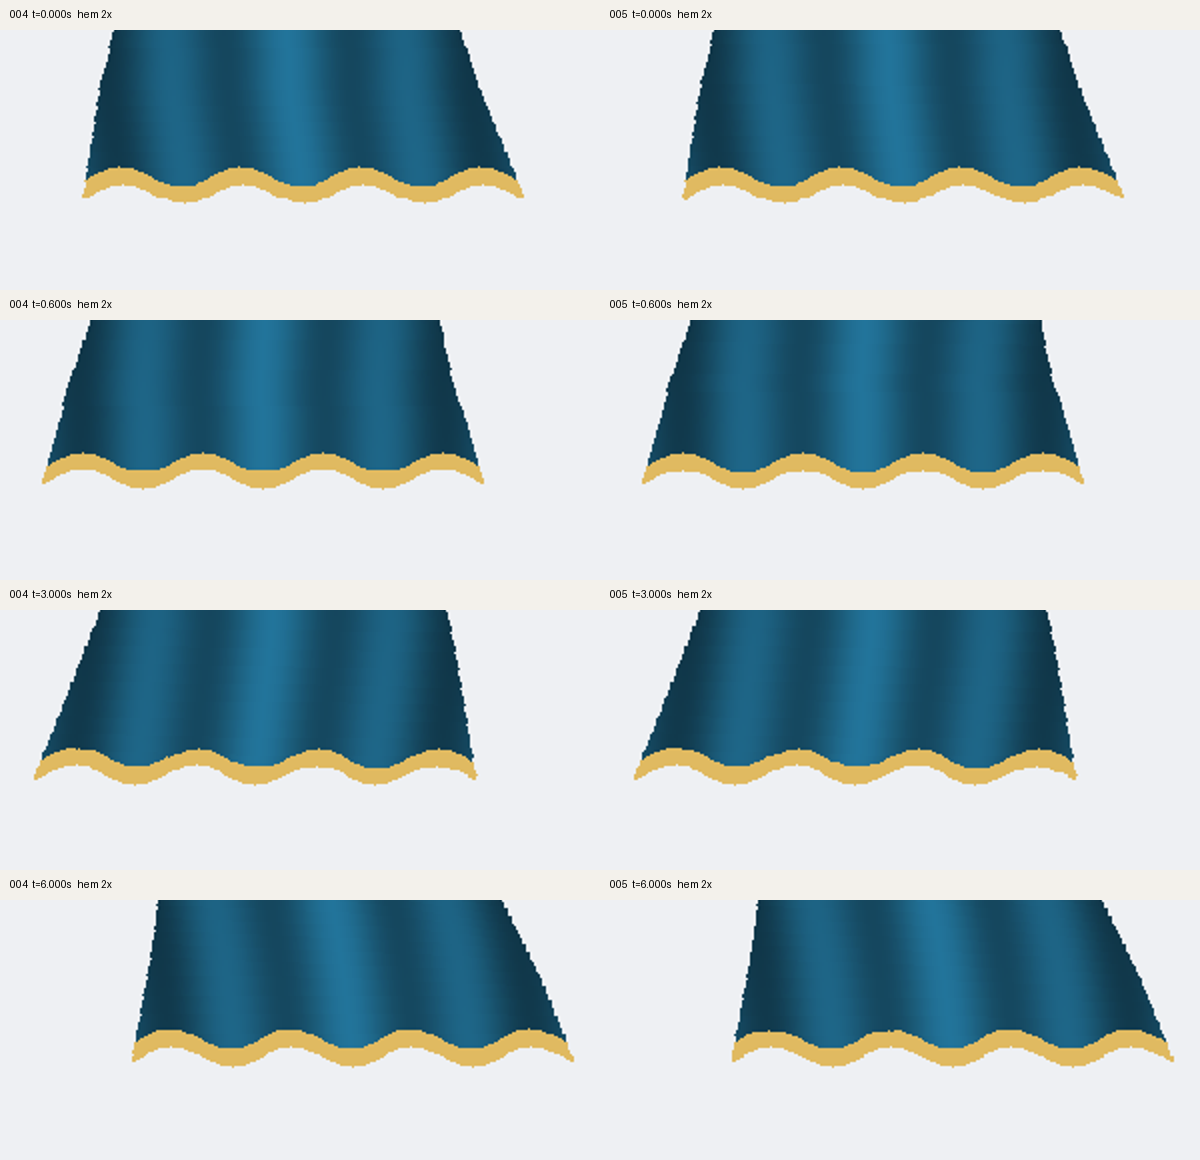 004 t=0.000s hem 2x
005 t=0.000s hem 2x
004 t=0.600s hem 2x
005 t=0.600s hem 2x
004 t=3.000s hem 2x
005 t=3.000s hem 2x
004 t=6.000s hem 2x
005 t=6.000s hem 2x